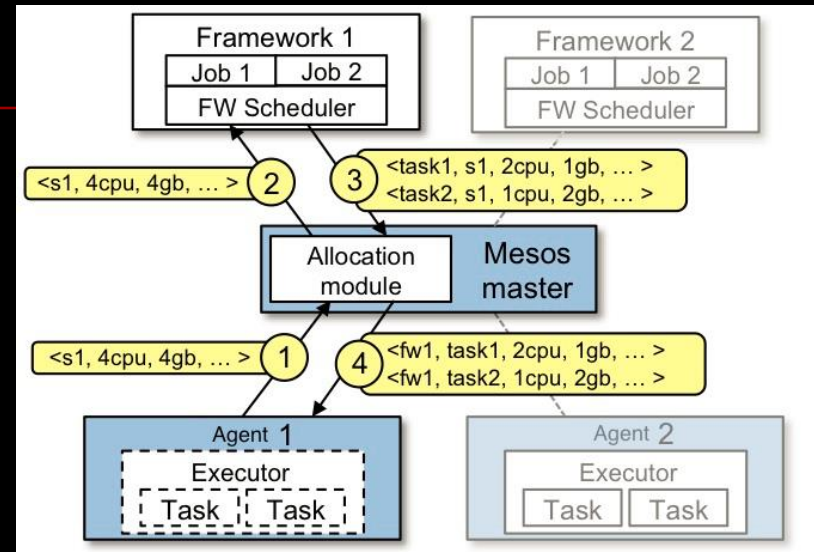 Framework 1
Job 1 Job 2
FW Scheduler
Framework 2
Job 1 Job 2
FW Scheduler
<s1, 4cpu, 4gb, … >
2
3
<task1, s1, 2cpu, 1gb, … >
<task2, s1, 1cpu, 2gb, … >
Allocation
module
Mesos
master
<s1, 4cpu, 4gb, … >
1
4
<fw1, task1, 2cpu, 1gb, … >
<fw1, task2, 1cpu, 2gb, … >
Agent 1
Executor
Task Task
Agent 2
Executor
Task Task